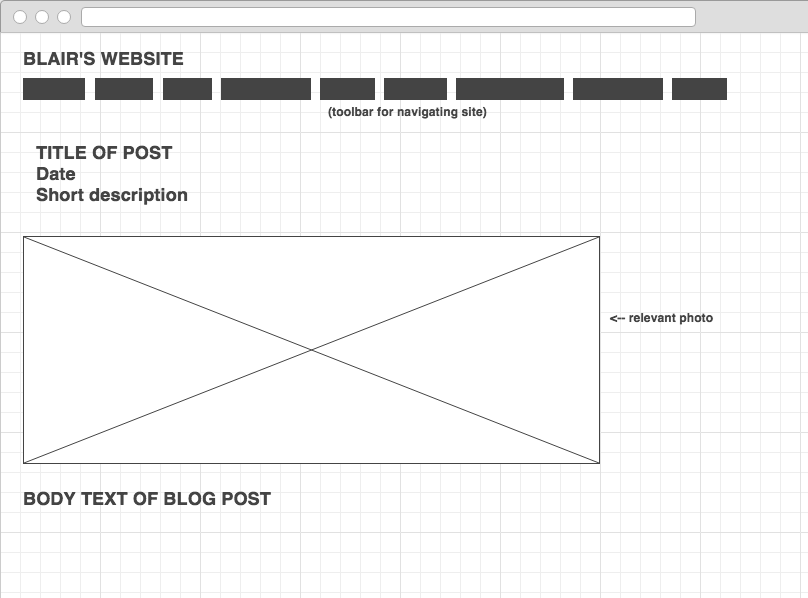 BLAIR'S WEBSITE
(toolbar for navigating site)
TITLE OF POST
Date
Short description
<-- relevant photo
BODY TEXT OF BLOG POST